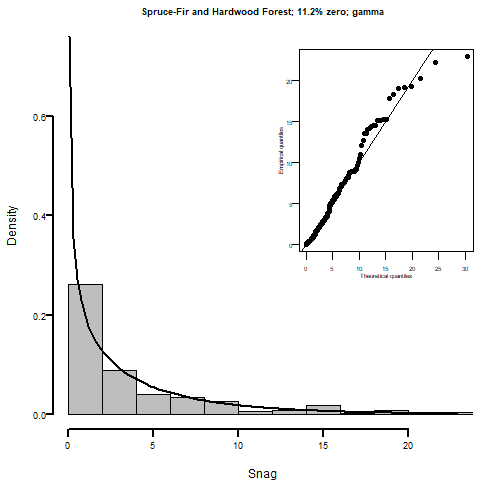 Spruce-Fir and Hardwood Forest; 11.2% zero; gamma
Density
0.6
0.4
0.2
0.0
0 5 10 15 20
Snag
Empirical quantiles
20
15
10
5
0
0 5 10 15 20 25 30
Theoretical quantiles